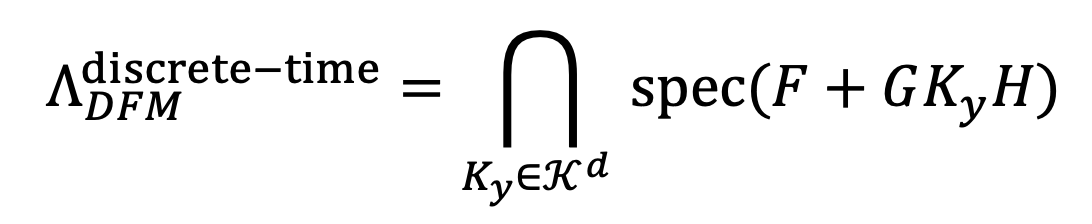 Λ_{DFM}^{discrete−time} = ⋂_{K_y∈𝒦^d} spec(F + GK_yH)